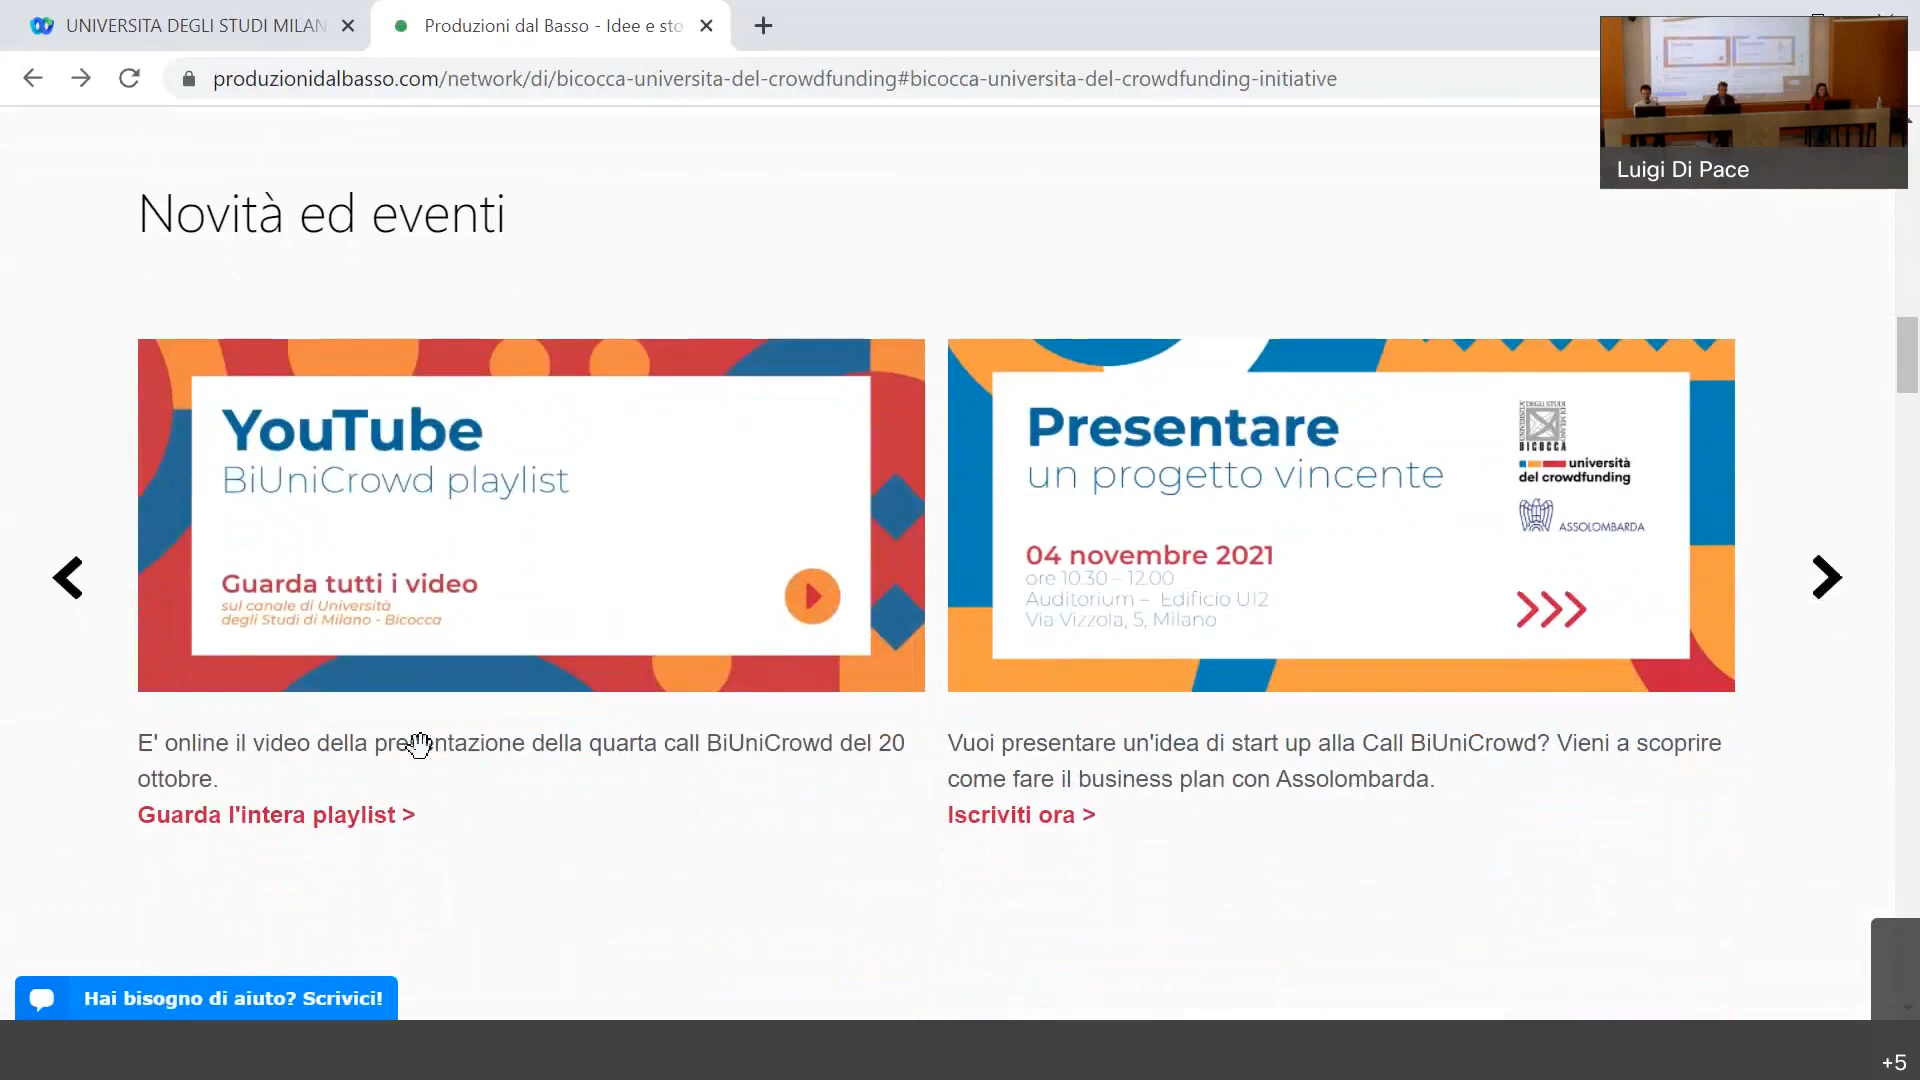 UNIVERSITA DEGLI STUDI MILAN
Produzioni dal Basso - Idee e sto
produzionidalbasso.com/network/di/bicocca-universita-del-crowdfunding#bicocca-universita-del-crowdfunding-initiative
Luigi Di Pace
Novità ed eventi
YouTube
BiUniCrowd playlist
Guarda tutti i video
sul canale di Università
degli Studi di Milano - Bicocca
Presentare
un progetto vincente
04 novembre 2021
ore 10.30 – 12.00
Auditorium – Edificio U12
Via Vizzola, 5, Milano
UNIVERSITÀ DEGLI STUDI DI MILANO
BICOCCA
università
del crowdfunding
ASSOLOMBARDA
E' online il video della presentazione della quarta call BiUniCrowd del 20
ottobre.
Guarda l'intera playlist >
Vuoi presentare un'idea di start up alla Call BiUniCrowd? Vieni a scoprire
come fare il business plan con Assolombarda.
Iscriviti ora >
Hai bisogno di aiuto? Scrivici!
+5